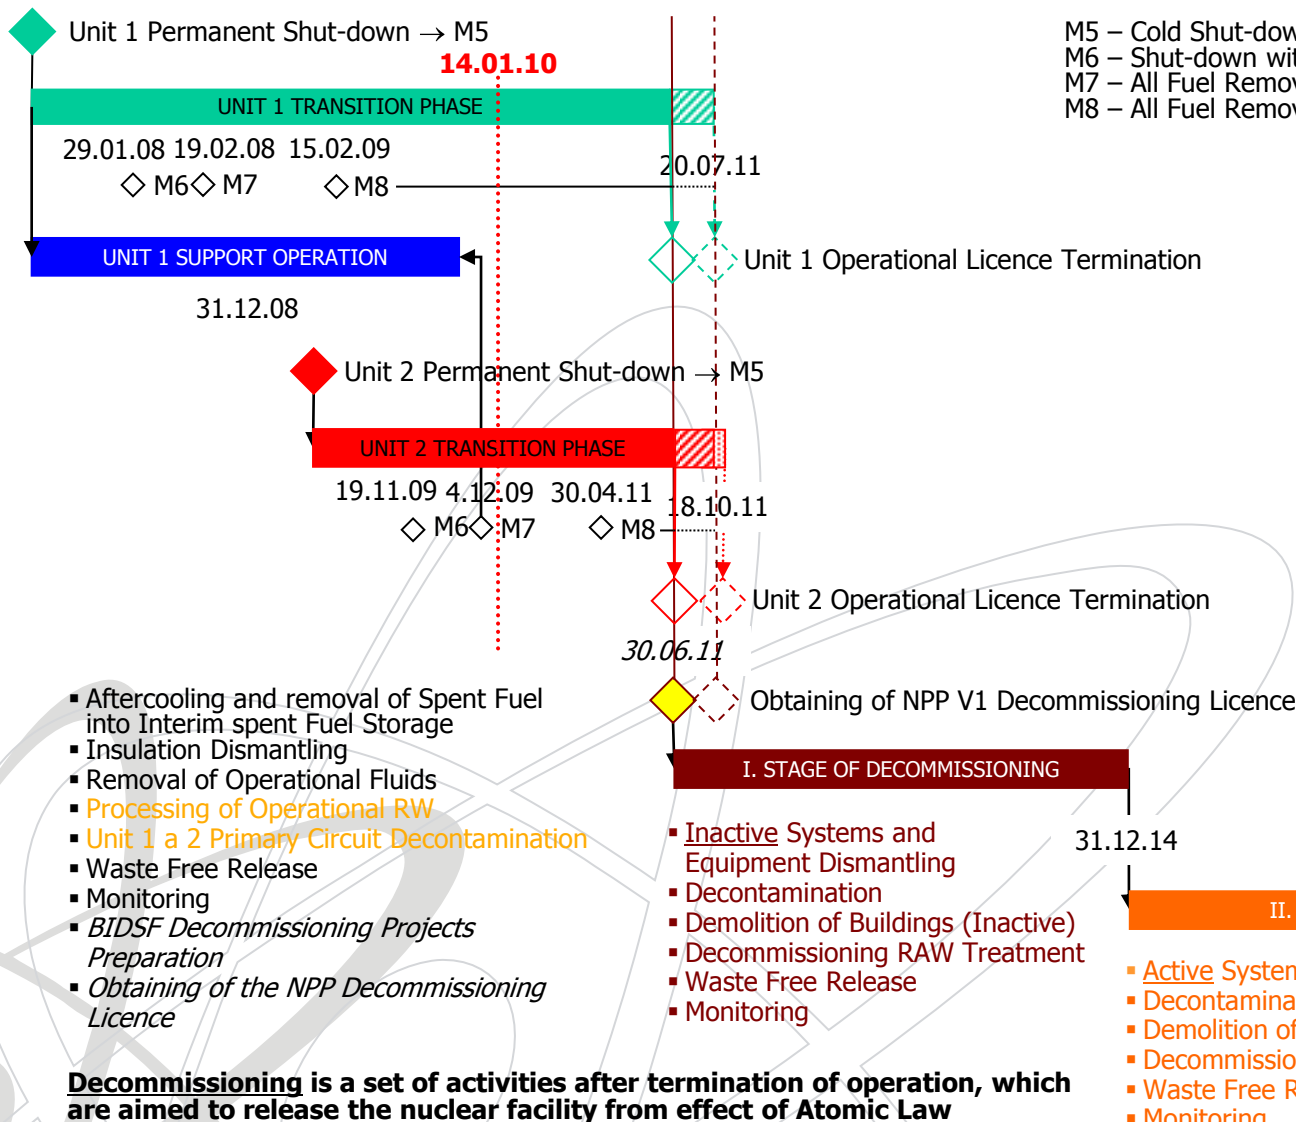 Unit 1 Permanent Shut-down → M5
14.01.10
M5 – Cold Shut-dow
M6 – Shut-down wit
M7 – All Fuel Remov
M8 – All Fuel Remov
UNIT 1 TRANSITION PHASE
29.01.08 19.02.08 15.02.09
20.07.11
M6 M7 M8
UNIT 1 SUPPORT OPERATION
Unit 1 Operational Licence Termination
31.12.08
Unit 2 Permanent Shut-down → M5
UNIT 2 TRANSITION PHASE
19.11.09 4.12.09 30.04.11
18.10.11
M6 M7 M8
Unit 2 Operational Licence Termination
30.06.11
Obtaining of NPP V1 Decommissioning Licence
▪ Aftercooling and removal of Spent Fuel
into Interim spent Fuel Storage
▪ Insulation Dismantling
▪ Removal of Operational Fluids
▪ Processing of Operational RW
▪ Unit 1 a 2 Primary Circuit Decontamination
▪ Waste Free Release
▪ Monitoring
▪ BIDSF Decommissioning Projects
Preparation
▪ Obtaining of the NPP Decommissioning
Licence
I. STAGE OF DECOMMISSIONING
▪ Inactive Systems and
Equipment Dismantling
▪ Decontamination
▪ Demolition of Buildings (Inactive)
▪ Decommissioning RAW Treatment
▪ Waste Free Release
▪ Monitoring
31.12.14
II.
▪ Active System
▪ Decontamina
▪ Demolition of
▪ Decommissio
▪ Waste Free R
▪ Monitoring
Decommissioning is a set of activities after termination of operation, which
are aimed to release the nuclear facility from effect of Atomic Law